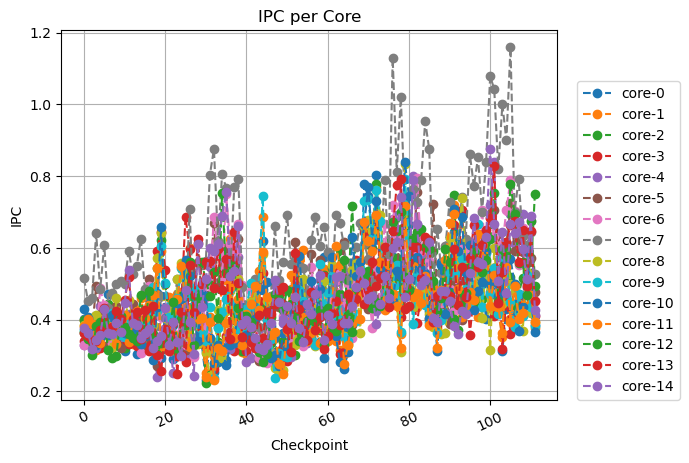 IPC per Core
IPC
1.2
1.0
0.8
0.6
0.4
0.2
0
20
40
60
80
100
Checkpoint
core-0
core-1
core-2
core-3
core-4
core-5
core-6
core-7
core-8
core-9
core-10
core-11
core-12
core-13
core-14